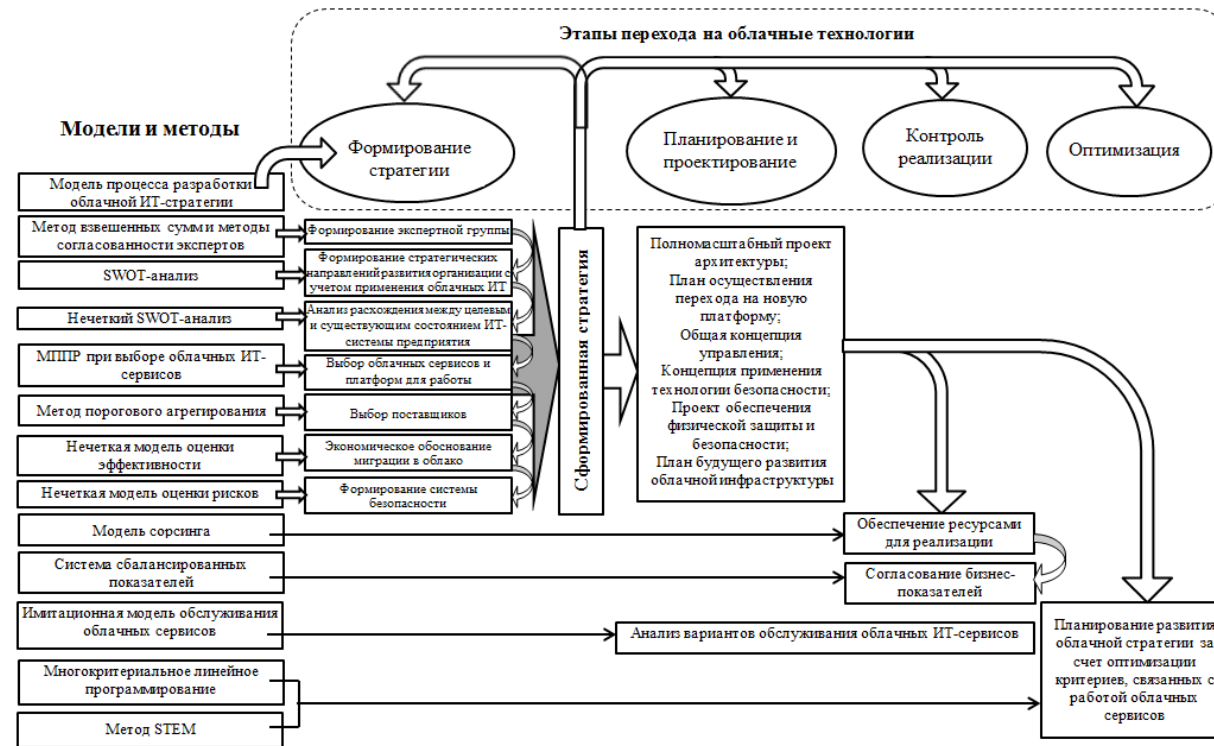 Этапы перехода на облачные технологии
Модели и методы
Формирование
стратегии
Планирование и
проектирование
Контроль
реализации
Оптимизация
Модель процесса разработки
облачной ИТ-стратегии
Метод взвешенных сумм и методы
согласованности экспертов
SWOT-анализ
Нечеткий SWOT-анализ
МППР при выборе облачных ИТ-
сервисов
Метод порогового агрегирования
Нечеткая модель оценки
эффективности
Нечеткая модель оценки рисков
Модель сорсинга
Система сбалансированных
показателей
Имитационная модель обслуживания
облачных сервисов
Многокритериальное линейное
программирование
Метод STEM
Формирование экспертной группы
Формирование стратегических
направлений развития организации с
учетом применения облачных ИТ
Анализ расхождения между целевым
и существующим состоянием ИТ-
системы предприятия
Выбор облачных сервисов и
платформ для работы
Выбор поставщиков
Экономическое обоснование
миграции в облако
Формирование системы
безопасности
Сформированная стратегия
Полномасштабный проект
архитектуры;
План осуществления
перехода на новую
платформу;
Общая концепция
управления;
Концепция применения
технологии безопасности;
Проект обеспечения
физической защиты и
безопасности;
План будущего развития
облачной инфраструктуры
Обеспечение ресурсами
для реализации
Согласование бизнес-
показателей
Анализ вариантов обслуживания облачных ИТ-сервисов
Планирование развития
облачной стратегии за
счет оптимизации
критериев, связанных с
работой облачных
сервисов